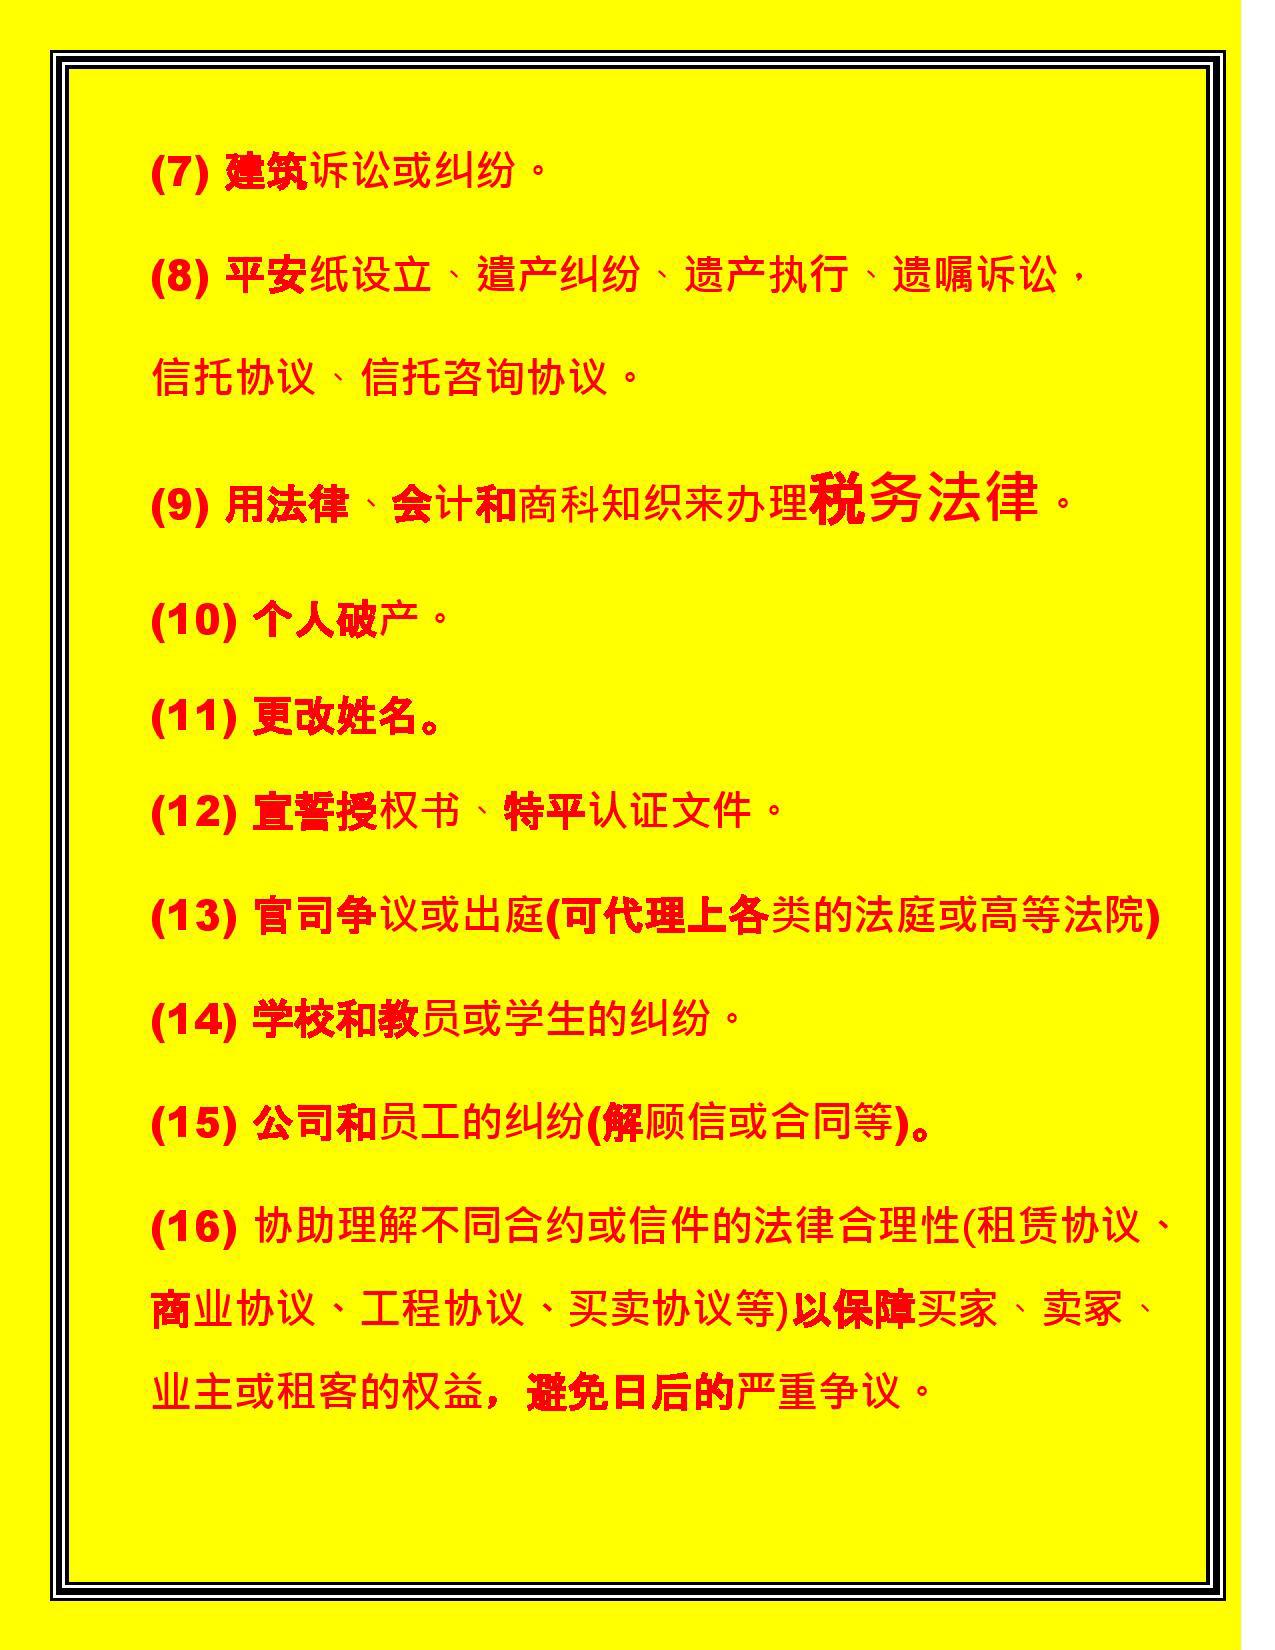 (7) 建筑诉讼或纠纷。
(8) 平安纸设立、遣产纠纷、遗产执行、遗嘱诉讼，
信托协议、信托咨询协议。
(9) 用法律、会计和商科知织来办理税务法律。
(10) 个人破产。
(11) 更改姓名。
(12) 宣誓授权书、特平认证文件。
(13) 官司争议或出庭(可代理上各类的法庭或高等法院)
(14) 学校和教员或学生的纠纷。
(15) 公司和员工的纠纷(解顾信或合同等)。
(16) 协助理解不同合约或信件的法律合理性(租赁协议、
商业协议、工程协议、买卖协议等)以保障买家、卖冢、
业主或租客的权益，避免日后的严重争议。